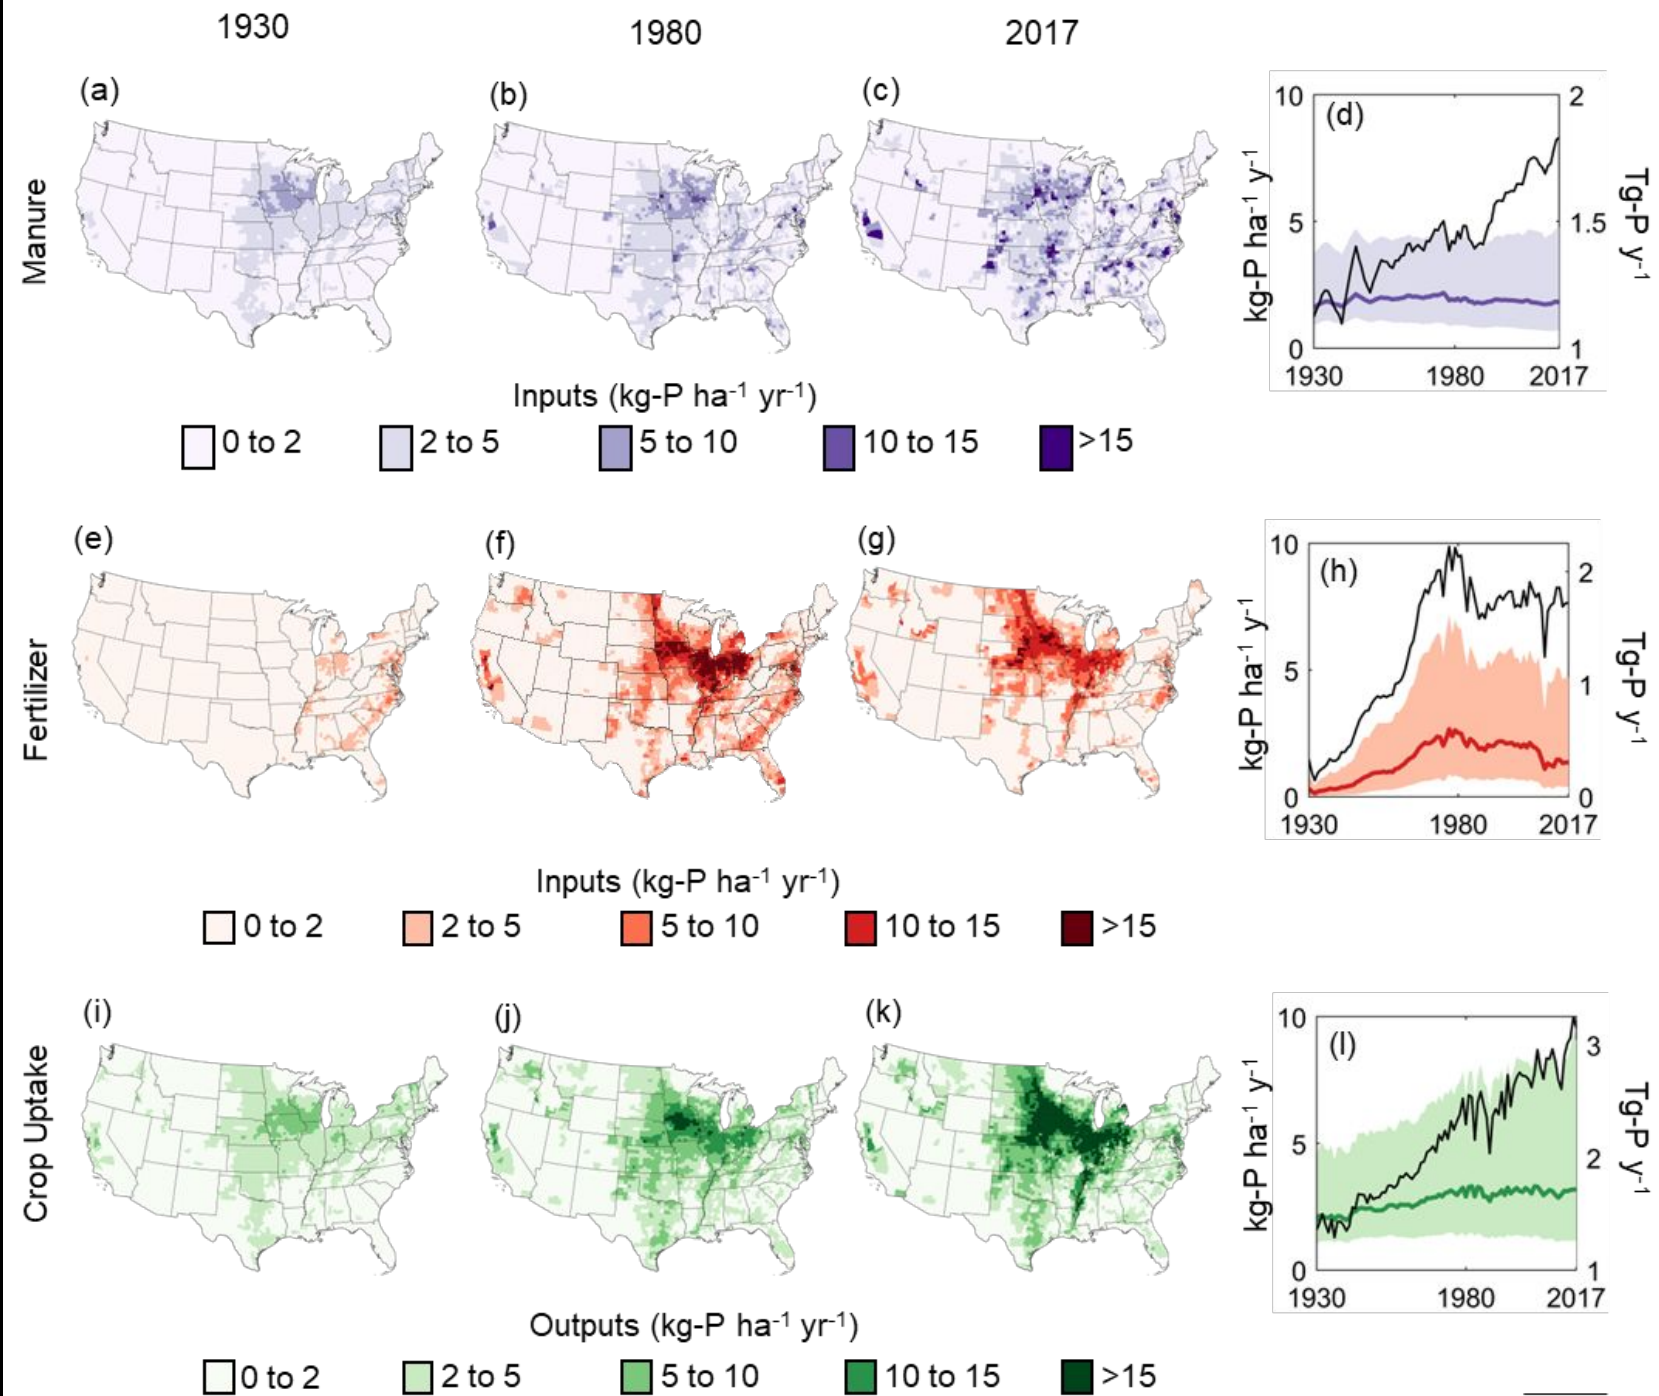 1930
1980
2017
Manure
(a)
(b)
(c)
(d)
10
5
0
kg-P ha-1 y-1
2
1.5
1
Tg-P y-1
1930 1980 2017
Inputs (kg-P ha-1 yr-1)
0 to 2
2 to 5
5 to 10
10 to 15
>15
Fertilizer
(e)
(f)
(g)
(h)
10
5
0
kg-P ha-1 y-1
2
1
0
Tg-P y-1
1930 1980 2017
Inputs (kg-P ha-1 yr-1)
0 to 2
2 to 5
5 to 10
10 to 15
>15
Crop Uptake
(i)
(j)
(k)
(l)
10
5
0
kg-P ha-1 y-1
3
2
1
Tg-P y-1
1930 1980 2017
Outputs (kg-P ha-1 yr-1)
0 to 2
2 to 5
5 to 10
10 to 15
>15